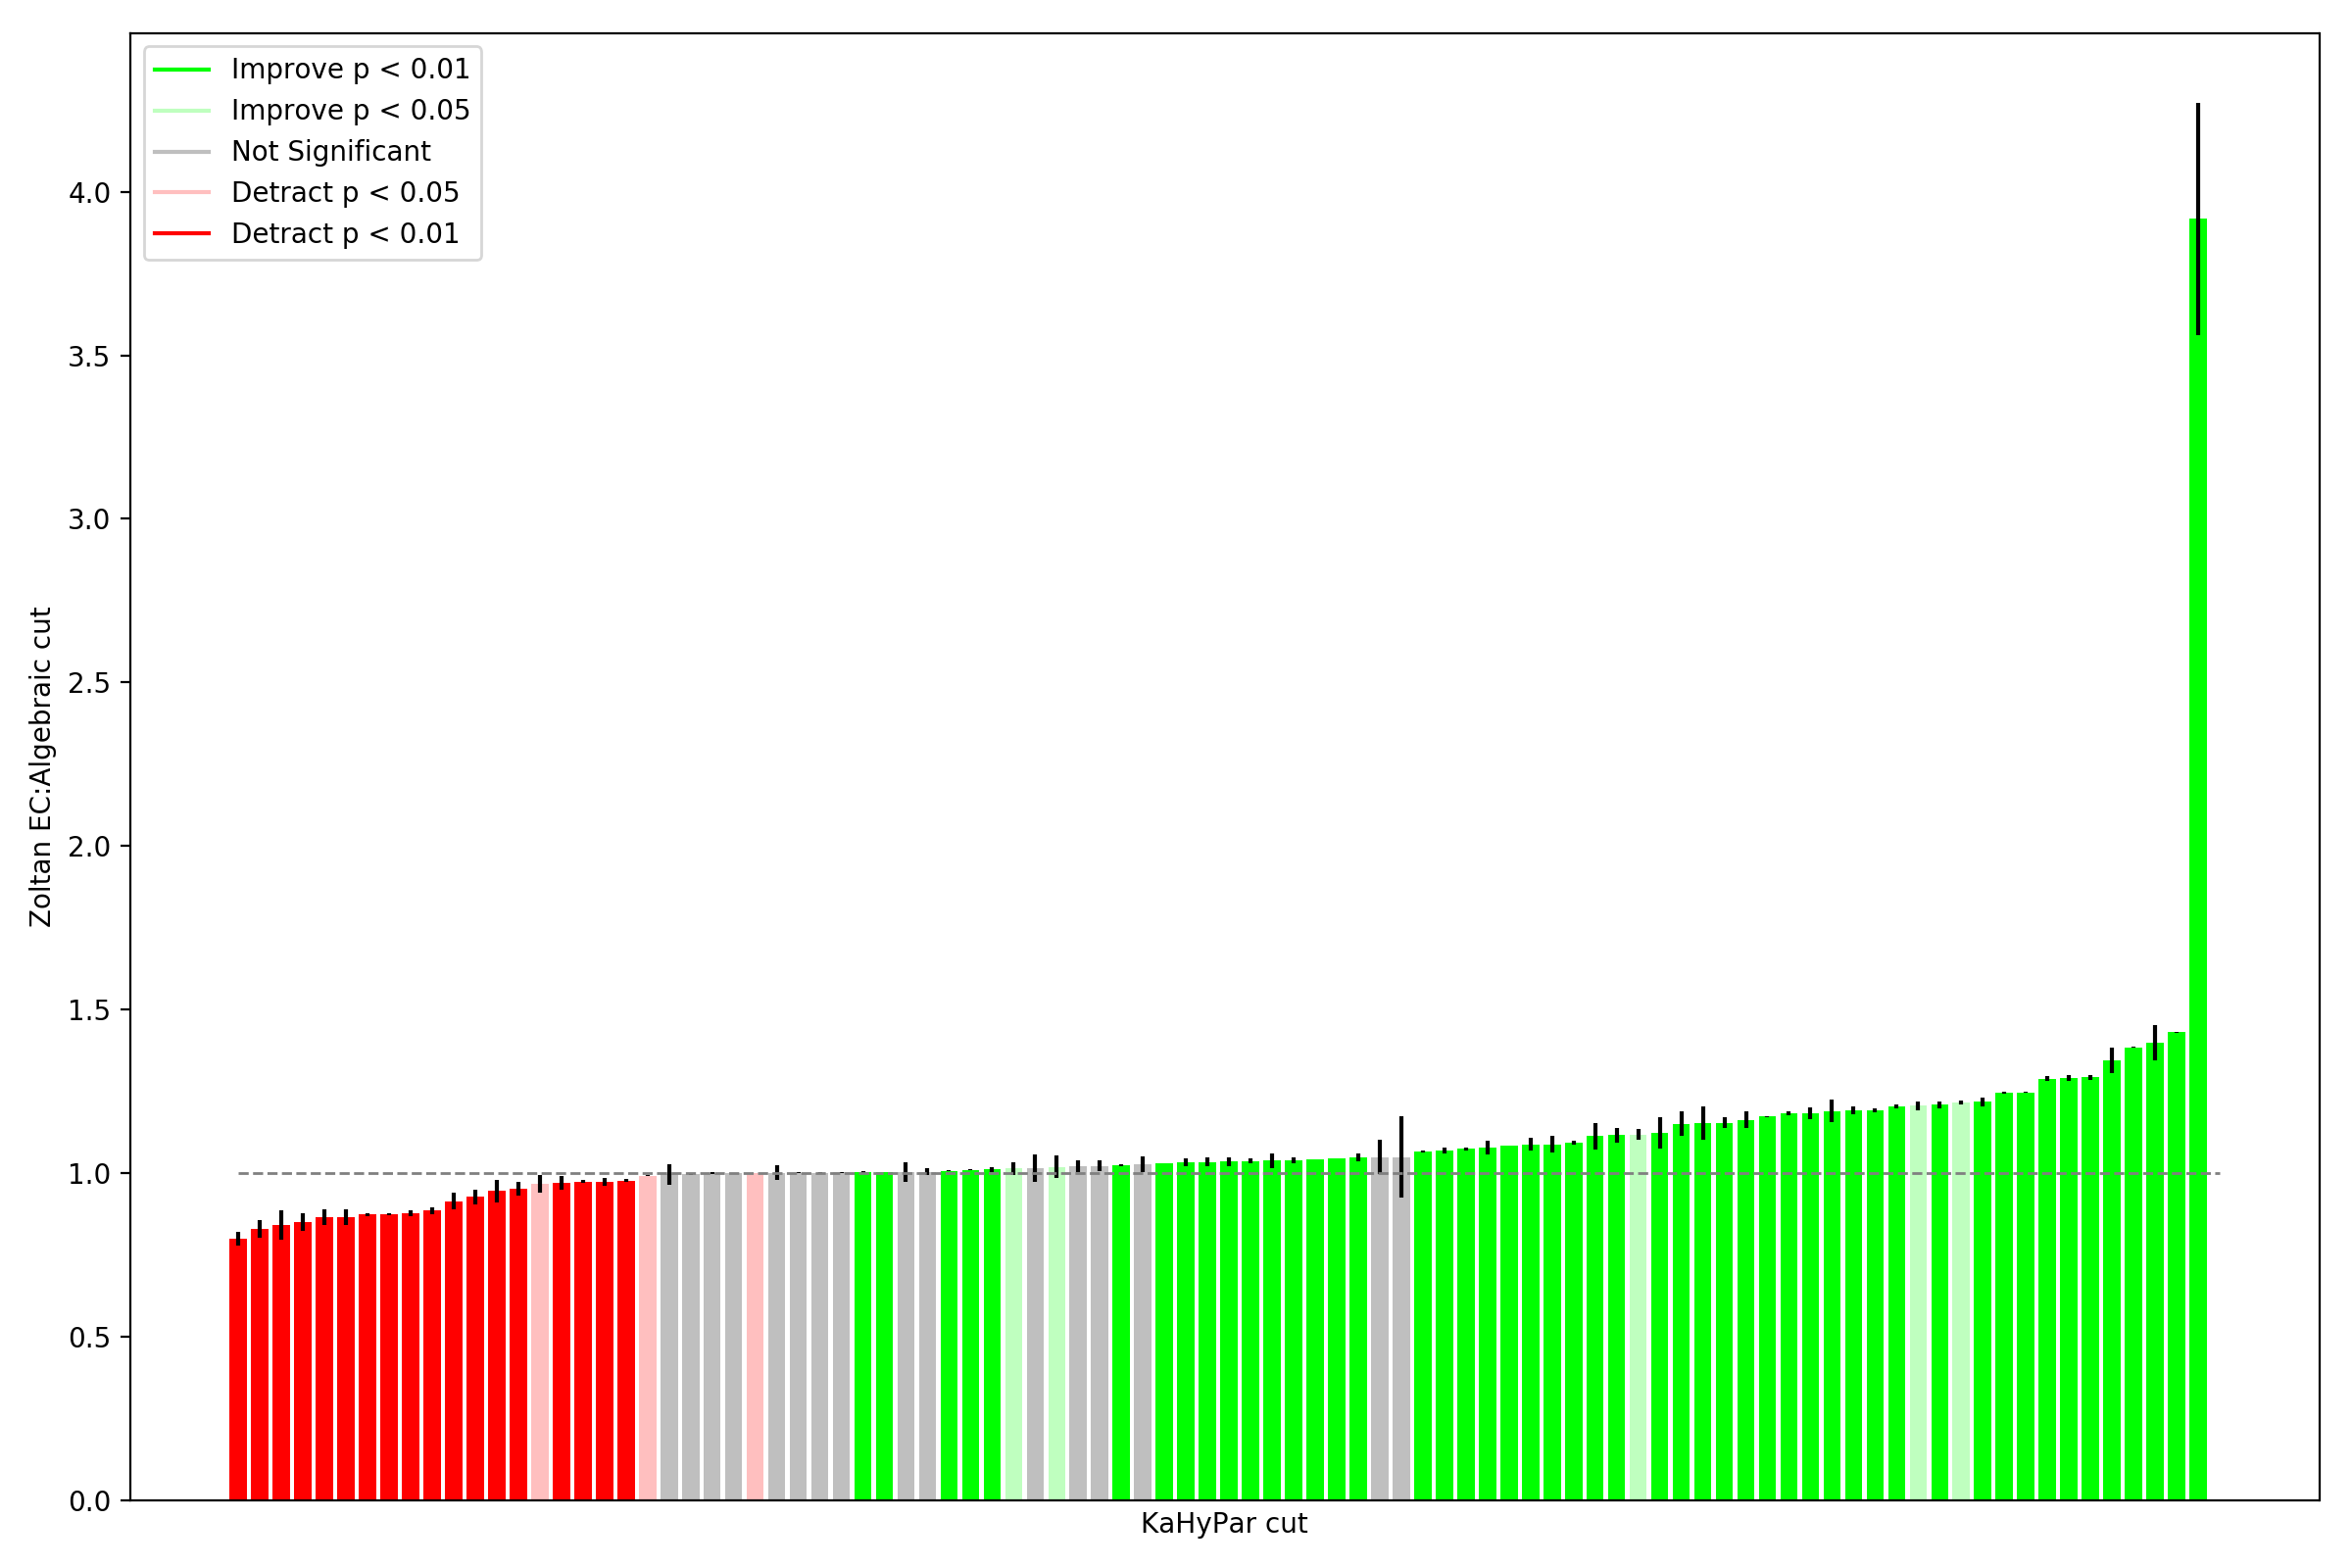 Improve p < 0.01
Improve p < 0.05
Not Significant
Detract p < 0.05
Detract p < 0.01
4.0
3.5
3.0
2.5
2.0
1.5
1.0
0.5
0.0
Zoltan EC:Algebraic cut
KaHyPar cut